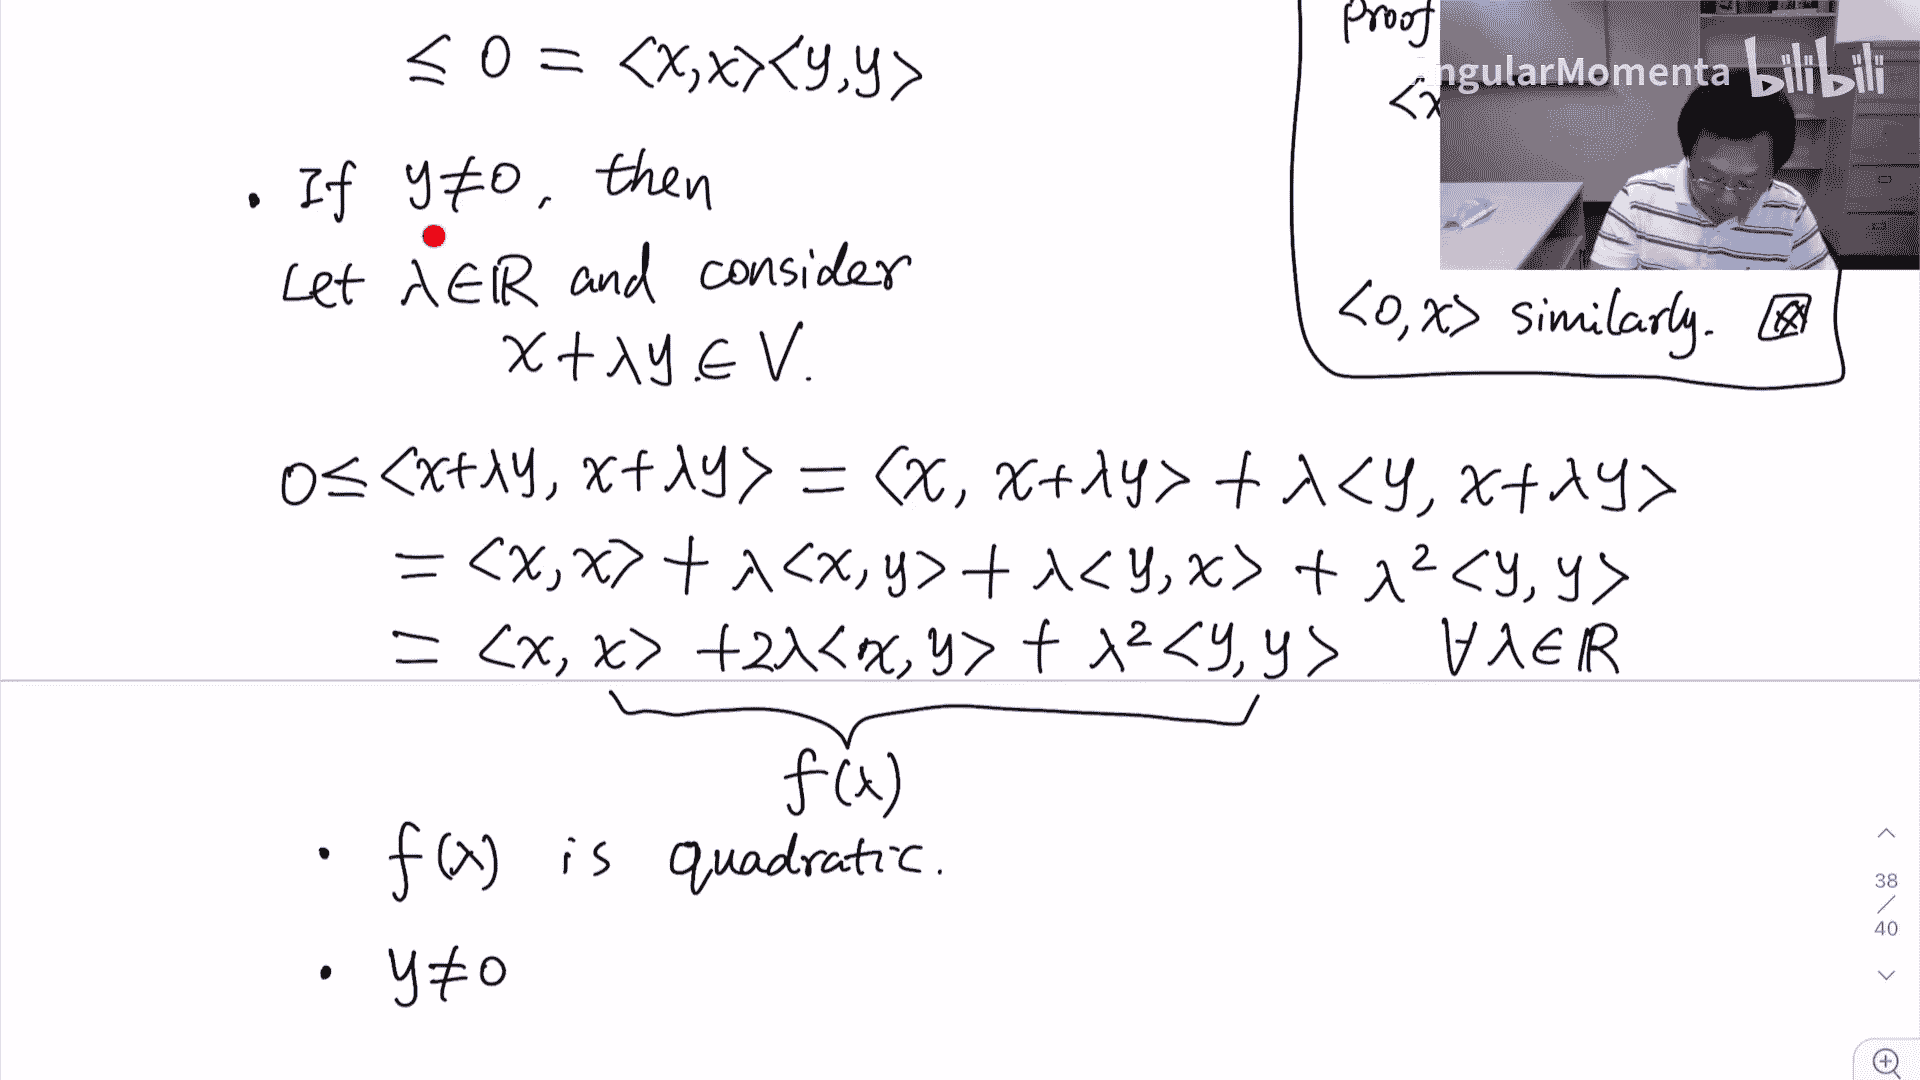 ≤ 0 = <x,x><y,y>
· If y≠0, then
Let λ∈ℝ and consider
x+λy ∈ V.
0≤<x+λy, x+λy> = <x, x+λy> + λ<y, x+λy>
= <x,x> + λ<x,y> + λ<y,x> + λ²<y,y>
= <x,x> +2λ<x,y> + λ²<y,y> ∀λ∈ℝ
f(λ)
· f(λ) is quadratic.
· y≠0
Proof
<x
<0,x> similarly.
ngularMomenta bilibili
38
/
40